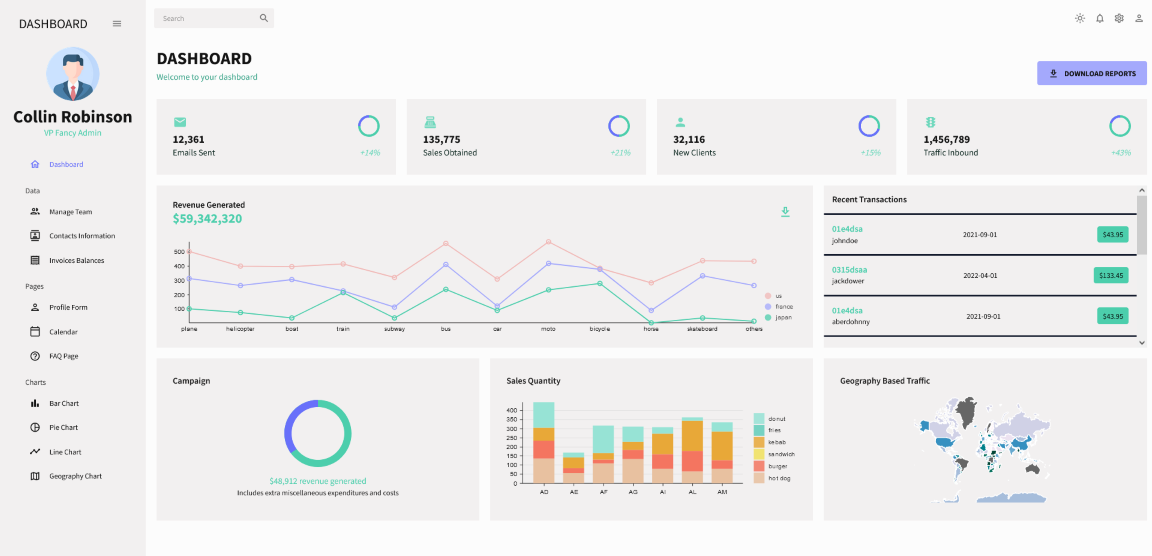 DASHBOARD
Collin Robinson
VP Fancy Admin
Dashboard
Data
Manage Team
Contacts Information
Invoices Balances
Pages
Profile Form
Calendar
FAQ Page
Charts
Bar Chart
Pie Chart
Line Chart
Geography Chart
Search
DASHBOARD
Welcome to your dashboard
DOWNLOAD REPORTS
12,361
Emails Sent
+14%
135,775
Sales Obtained
+21%
32,116
New Clients
+15%
1,456,789
Traffic Inbound
+43%
Revenue Generated
$59,342,320
500
400
300
200
100
plane helicopter boat train subway bus car moto bicycle horse skateboard others
us
france
japan
Recent Transactions
01e4dsa
johndoe
2021-09-01
$43.95
0315dsaa
jackdower
2022-04-01
$133.45
01e4dsa
aberdohnny
2021-09-01
$43.95
Campaign
$48,912 revenue generated
Includes extra miscellaneous expenditures and costs
Sales Quantity
400
350
300
250
200
150
100
50
0
AD AE AF AG AI AL AM
donut
fries
kebab
sandwich
burger
hot dog
Geography Based Traffic